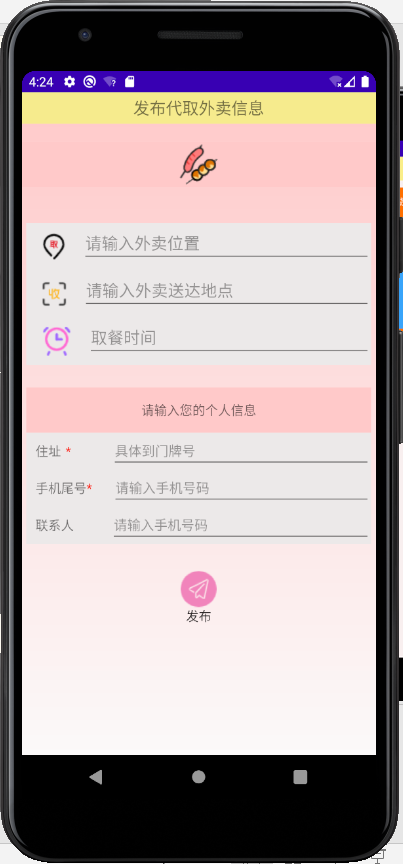 4:24
发布代取外卖信息
取 请输入外卖位置
收 请输入外卖送达地点
取餐时间
请输入您的个人信息
住址 * 具体到门牌号
手机尾号* 请输入手机号码
联系人 请输入手机号码
发布